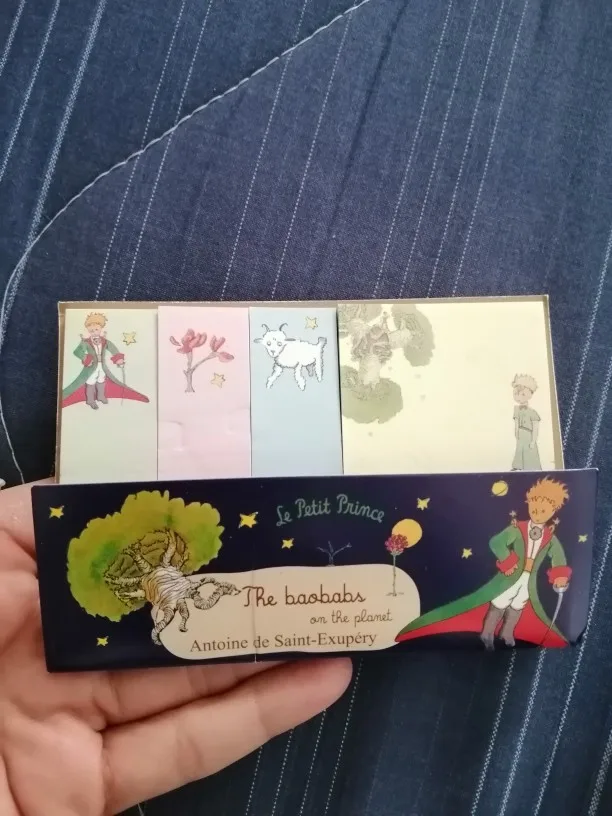 Le Petit Prince
The baobabs
on the planet
Antoine de Saint-Exupéry